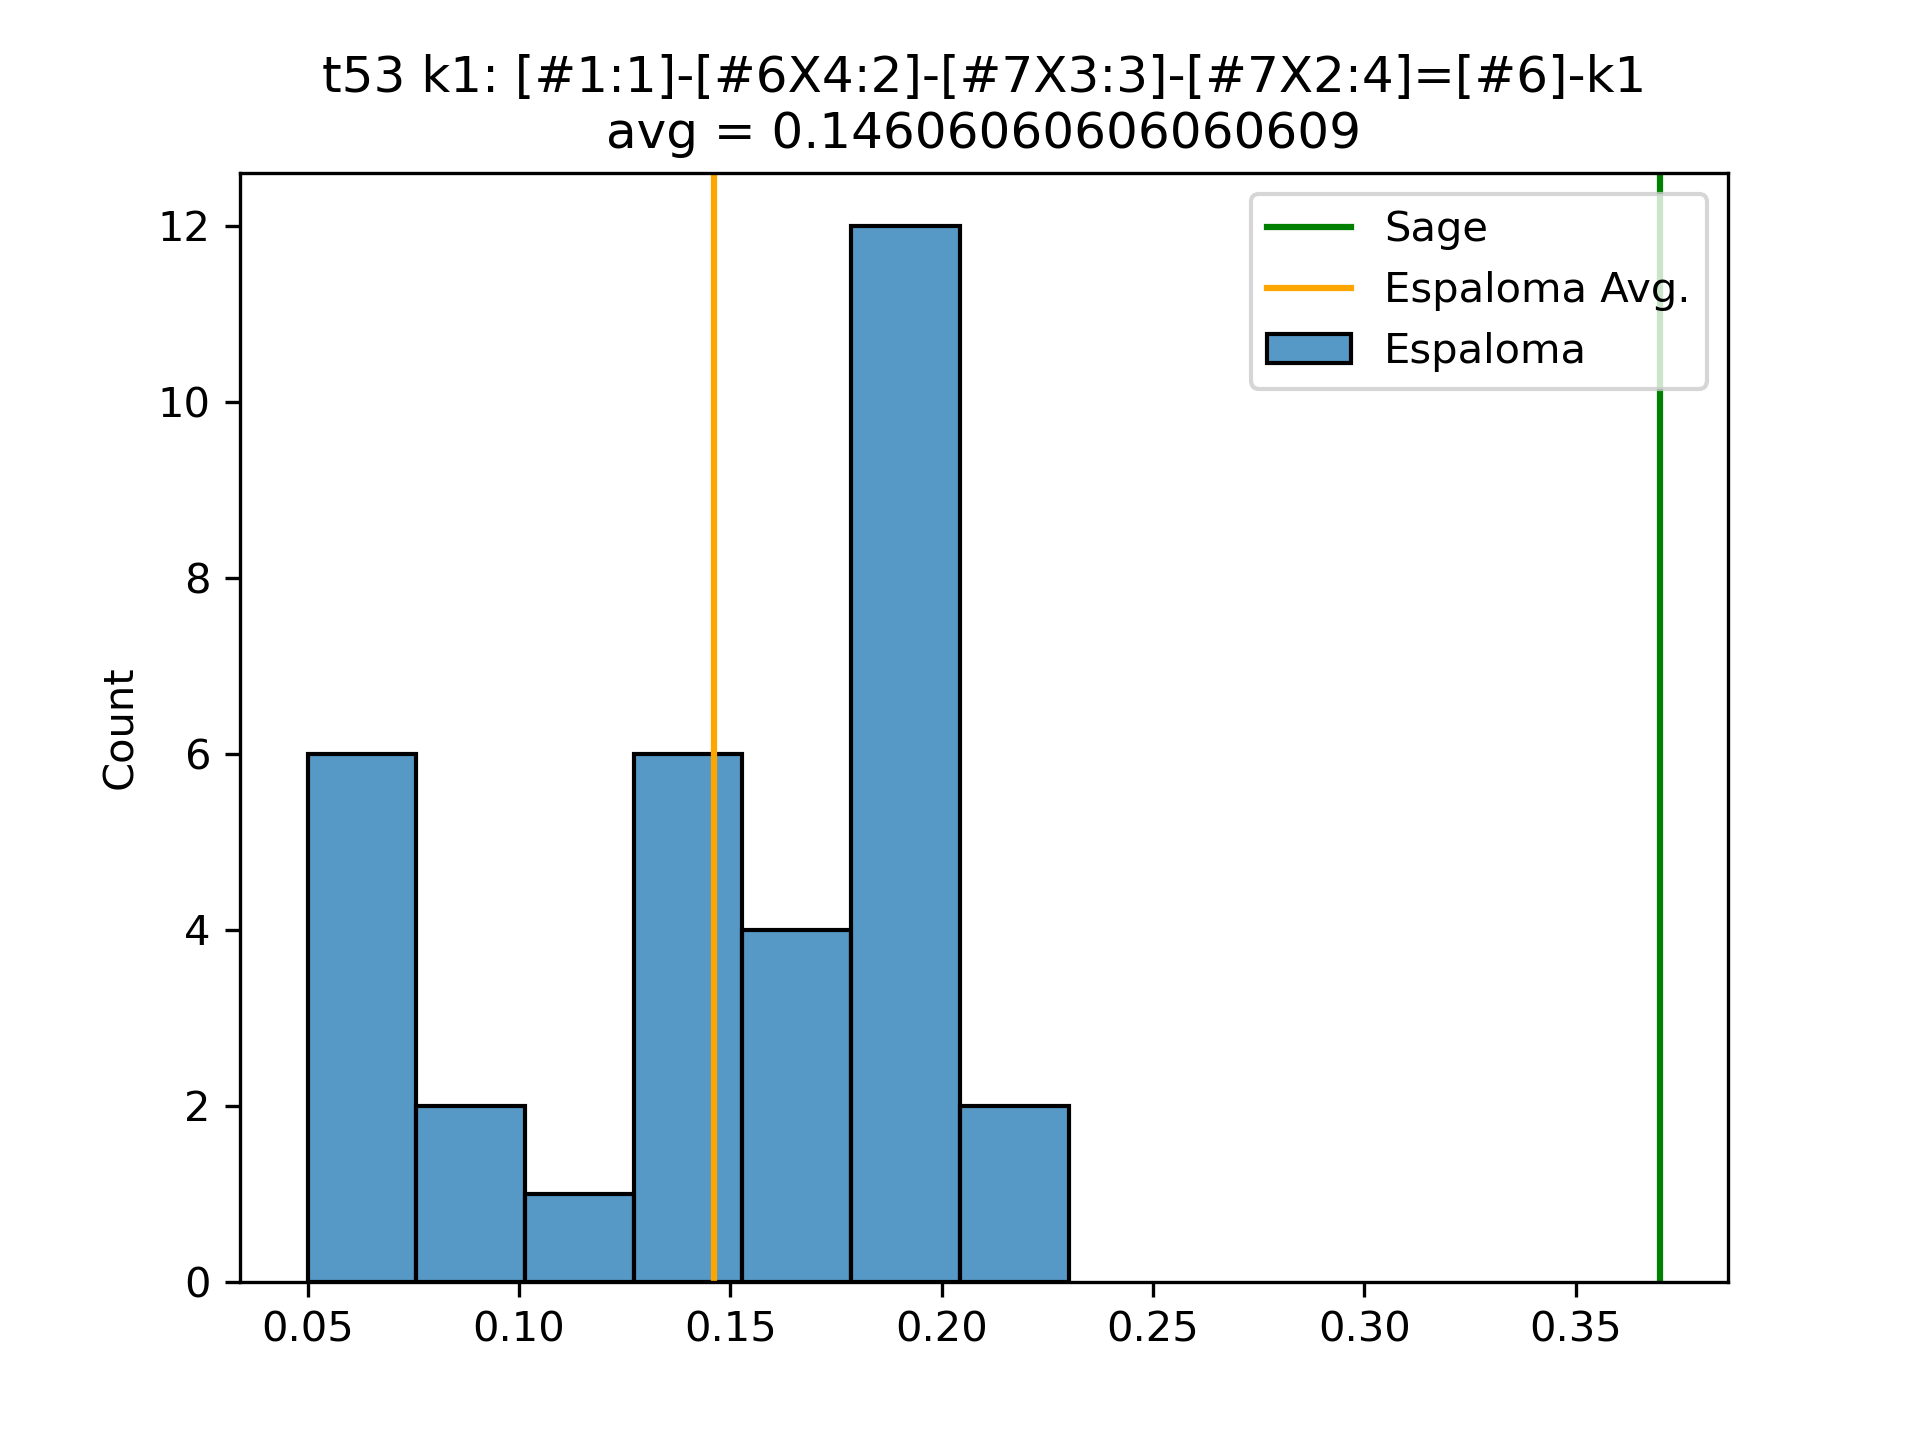 t53 k1: [#1:1]-[#6X4:2]-[#7X3:3]-[#7X2:4]=[#6]-k1
avg = 0.14606060606060609
Sage
Espaloma Avg.
Espaloma
Count
12
10
8
6
4
2
0
0.05 0.10 0.15 0.20 0.25 0.30 0.35